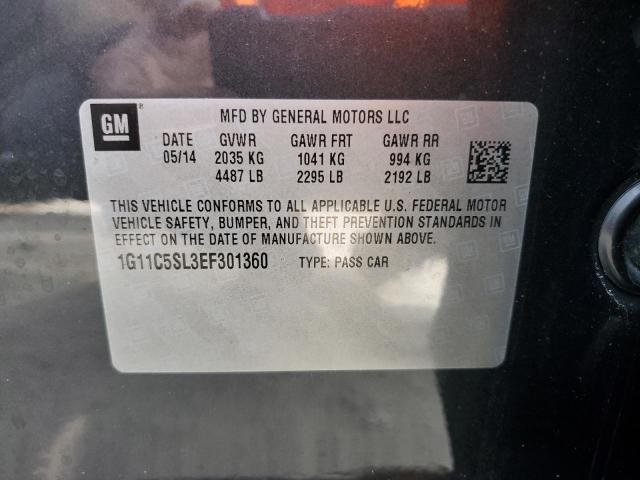 GM
MFD BY GENERAL MOTORS LLC
DATE GVWR GAWR FRT GAWR RR
05/14 2035 KG 1041 KG 994 KG
4487 LB 2295 LB 2192 LB
THIS VEHICLE CONFORMS TO ALL APPLICABLE U.S. FEDERAL MOTOR
VEHICLE SAFETY, BUMPER, AND THEFT PREVENTION STANDARDS IN
EFFECT ON THE DATE OF MANUFACTURE SHOWN ABOVE.
1G11C5SL3EF301360 TYPE: PASS CAR